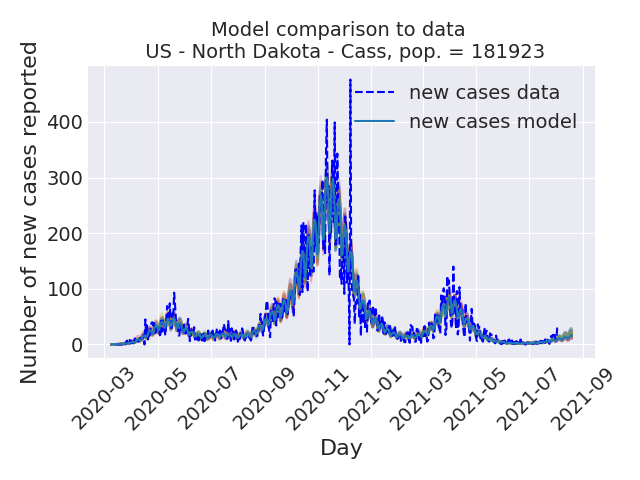 Model comparison to data
US - North Dakota - Cass, pop. = 181923
Number of new cases reported
400
300
200
100
0
new cases data
new cases model
2020-03
2020-05
2020-07
2020-09
2020-11
2021-01
2021-03
2021-05
2021-07
2021-09
Day